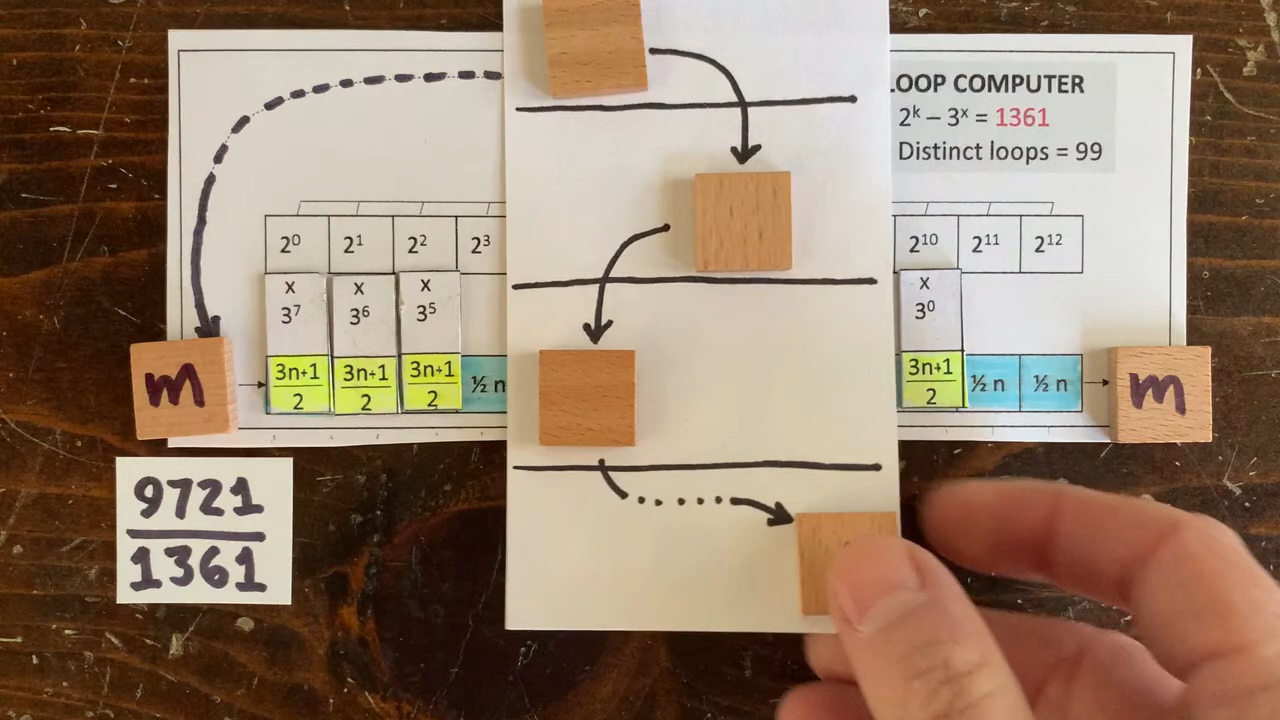 LOOP COMPUTER
2ᵏ – 3ˣ = 1361
Distinct loops = 99
2⁰ 2¹ 2² 2³ 2¹⁰ 2¹¹ 2¹²
x x x x
3⁷ 3⁶ 3⁵ 3⁰
m 3n+1/2 3n+1/2 3n+1/2 ½ n 3n+1/2 ½ n ½ n m
9721
1361